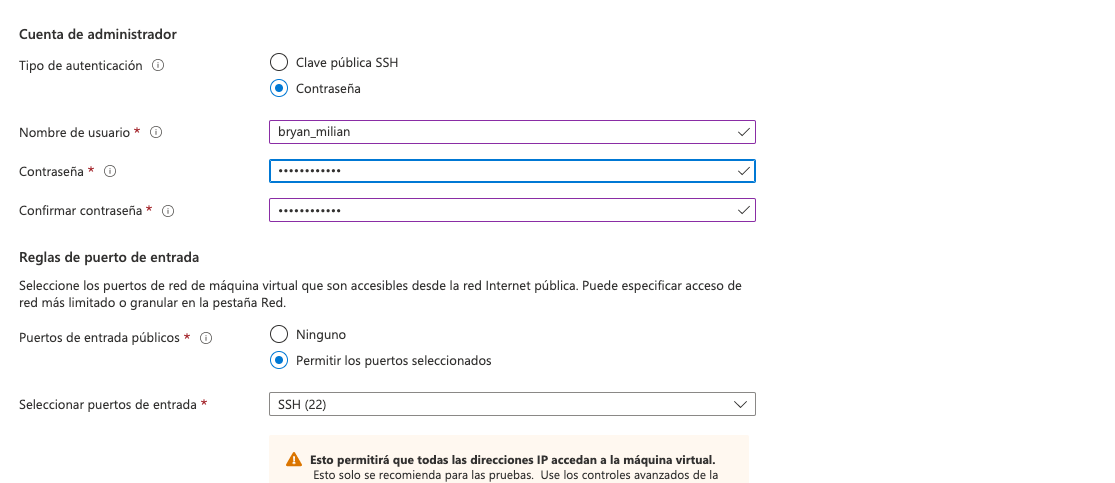 Cuenta de administrador
Tipo de autenticación
Clave pública SSH
Contraseña
Nombre de usuario *
bryan_milian
Contraseña *
••••••••••••
Confirmar contraseña *
••••••••••••
Reglas de puerto de entrada
Seleccione los puertos de red de máquina virtual que son accesibles desde la red Internet pública. Puede especificar acceso de
red más limitado o granular en la pestaña Red.
Puertos de entrada públicos *
Ninguno
Permitir los puertos seleccionados
Seleccionar puertos de entrada *
SSH (22)
Esto permitirá que todas las direcciones IP accedan a la máquina virtual.
Esto solo se recomienda para las pruebas. Use los controles avanzados de la